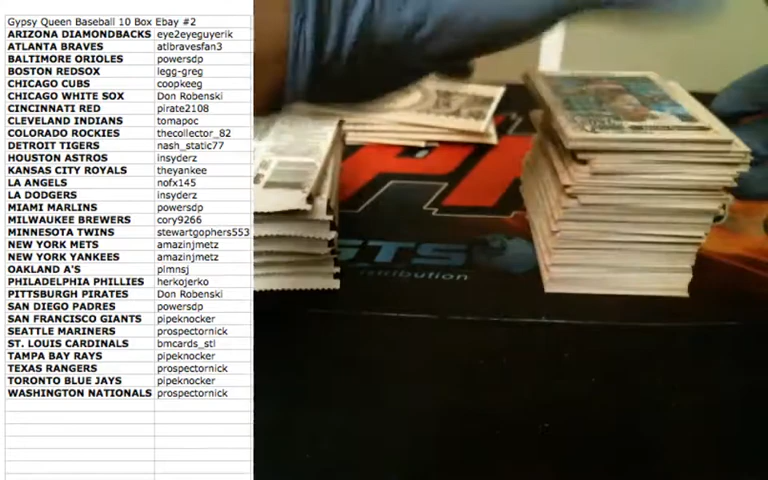 Gypsy Queen Baseball 10 Box Ebay #2
ARIZONA DIAMONDBACKS eye2eyeguyerik
ATLANTA BRAVES atlbravesfan3
BALTIMORE ORIOLES powersdp
BOSTON REDSOX legg-greg
CHICAGO CUBS coopkeeg
CHICAGO WHITE SOX Don Robenski
CINCINNATI RED pirate2108
CLEVELAND INDIANS tomapoc
COLORADO ROCKIES thecollector_82
DETROIT TIGERS nash_static77
HOUSTON ASTROS insyderz
KANSAS CITY ROYALS theyankee
LA ANGELS nofx145
LA DODGERS insyderz
MIAMI MARLINS powersdp
MILWAUKEE BREWERS cory9266
MINNESOTA TWINS stewartgophers553
NEW YORK METS amazinjmetz
NEW YORK YANKEES amazinjmetz
OAKLAND A'S plmnsj
PHILADELPHIA PHILLIES herkojerko
PITTSBURGH PIRATES Don Robenski
SAN DIEGO PADRES powersdp
SAN FRANCISCO GIANTS pipeknocker
SEATTLE MARINERS prospectornick
ST. LOUIS CARDINALS bmcards_stl
TAMPA BAY RAYS pipeknocker
TEXAS RANGERS prospectornick
TORONTO BLUE JAYS pipeknocker
WASHINGTON NATIONALS prospectornick
GTS
stribution